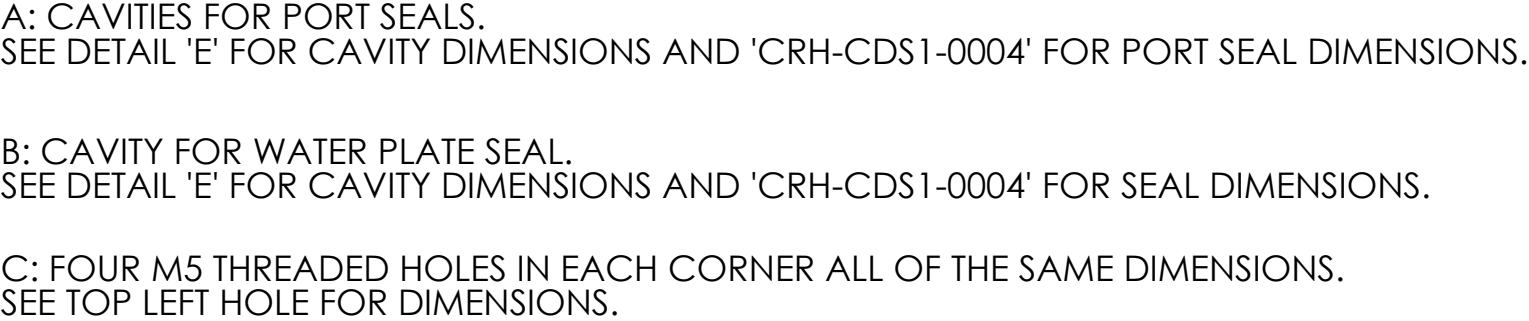 A: CAVITIES FOR PORT SEALS.
SEE DETAIL 'E' FOR CAVITY DIMENSIONS AND 'CRH-CDS1-0004' FOR PORT SEAL DIMENSIONS.
B: CAVITY FOR WATER PLATE SEAL.
SEE DETAIL 'E' FOR CAVITY DIMENSIONS AND 'CRH-CDS1-0004' FOR SEAL DIMENSIONS.
C: FOUR M5 THREADED HOLES IN EACH CORNER ALL OF THE SAME DIMENSIONS.
SEE TOP LEFT HOLE FOR DIMENSIONS.